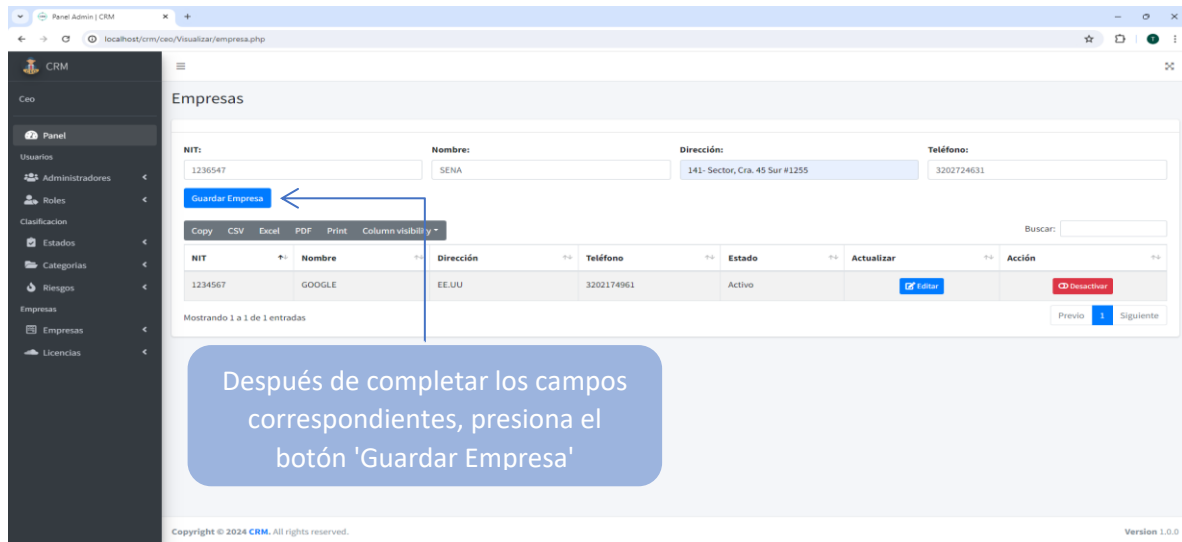 Panel Admin | CRM
localhost/crm/ceo/Visualizar/empresa.php
T
CRM
Ceo
Panel
Usuarios
Administradores
Roles
Clasificacion
Estados
Categorias
Riesgos
Empresas
Empresas
Licencias
Empresas
NIT: Nombre: Dirección: Teléfono:
1236547 SENA 141- Sector, Cra. 45 Sur #1255 3202724631
Guardar Empresa
Copy CSV Excel PDF Print Column visibility Buscar:
NIT Nombre Dirección Teléfono Estado Actualizar Acción
1234567 GOOGLE EE.UU 3202174961 Activo Editar Desactivar
Mostrando 1 a 1 de 1 entradas Previo 1 Siguiente
Después de completar los campos
correspondientes, presiona el
botón 'Guardar Empresa'
Copyright © 2024 CRM. All rights reserved. Version 1.0.0